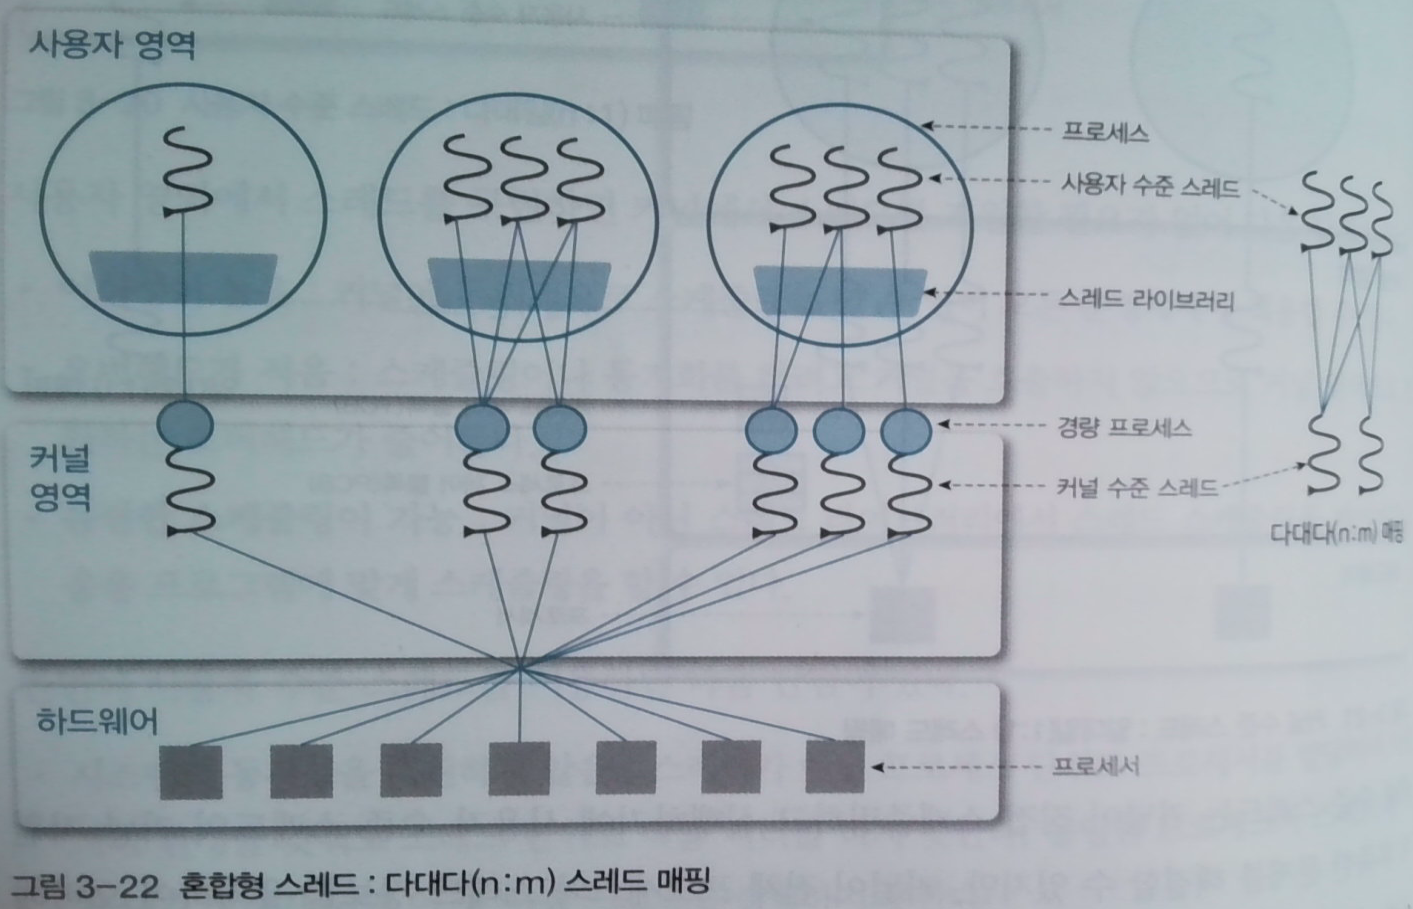 사용자 영역
프로세스
사용자 수준 스레드
스레드 라이브러리
경량 프로세스
커널
영역
커널 수준 스레드
다대다(n:m) 매핑
하드웨어
프로세서
그림 3-22 혼합형 스레드 : 다대다(n:m) 스레드 매핑